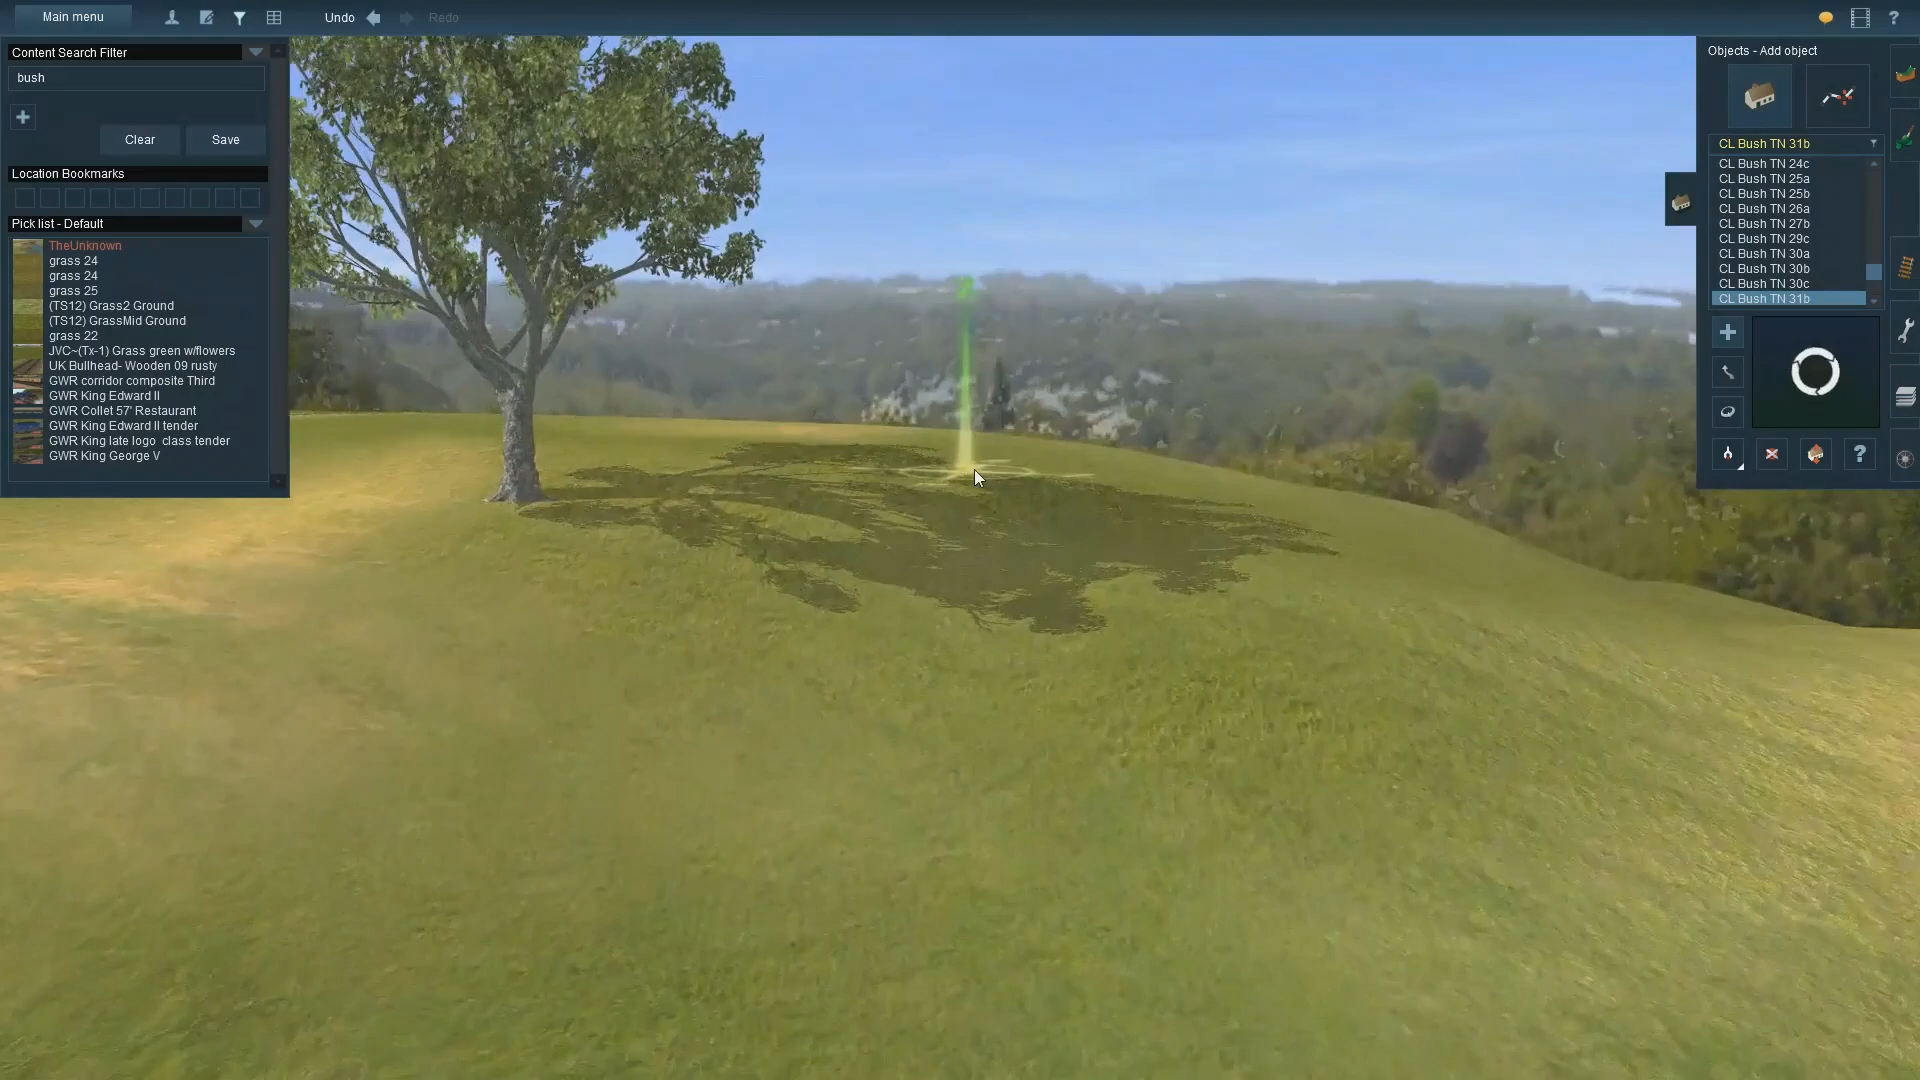 Main menu
Undo
Redo
?
Content Search Filter
bush
Clear
Save
Location Bookmarks
Pick list - Default
TheUnknown
grass 24
grass 24
grass 25
(TS12) Grass2 Ground
(TS12) GrassMid Ground
grass 22
JVC~(Tx-1) Grass green w/flowers
UK Bullhead- Wooden 09 rusty
GWR corridor composite Third
GWR King Edward II
GWR Collet 57' Restaurant
GWR King Edward II tender
GWR King late logo class tender
GWR King George V
Objects - Add object
CL Bush TN 31b
CL Bush TN 24c
CL Bush TN 25a
CL Bush TN 25b
CL Bush TN 26a
CL Bush TN 27b
CL Bush TN 29c
CL Bush TN 30a
CL Bush TN 30b
CL Bush TN 30c
CL Bush TN 31b
?